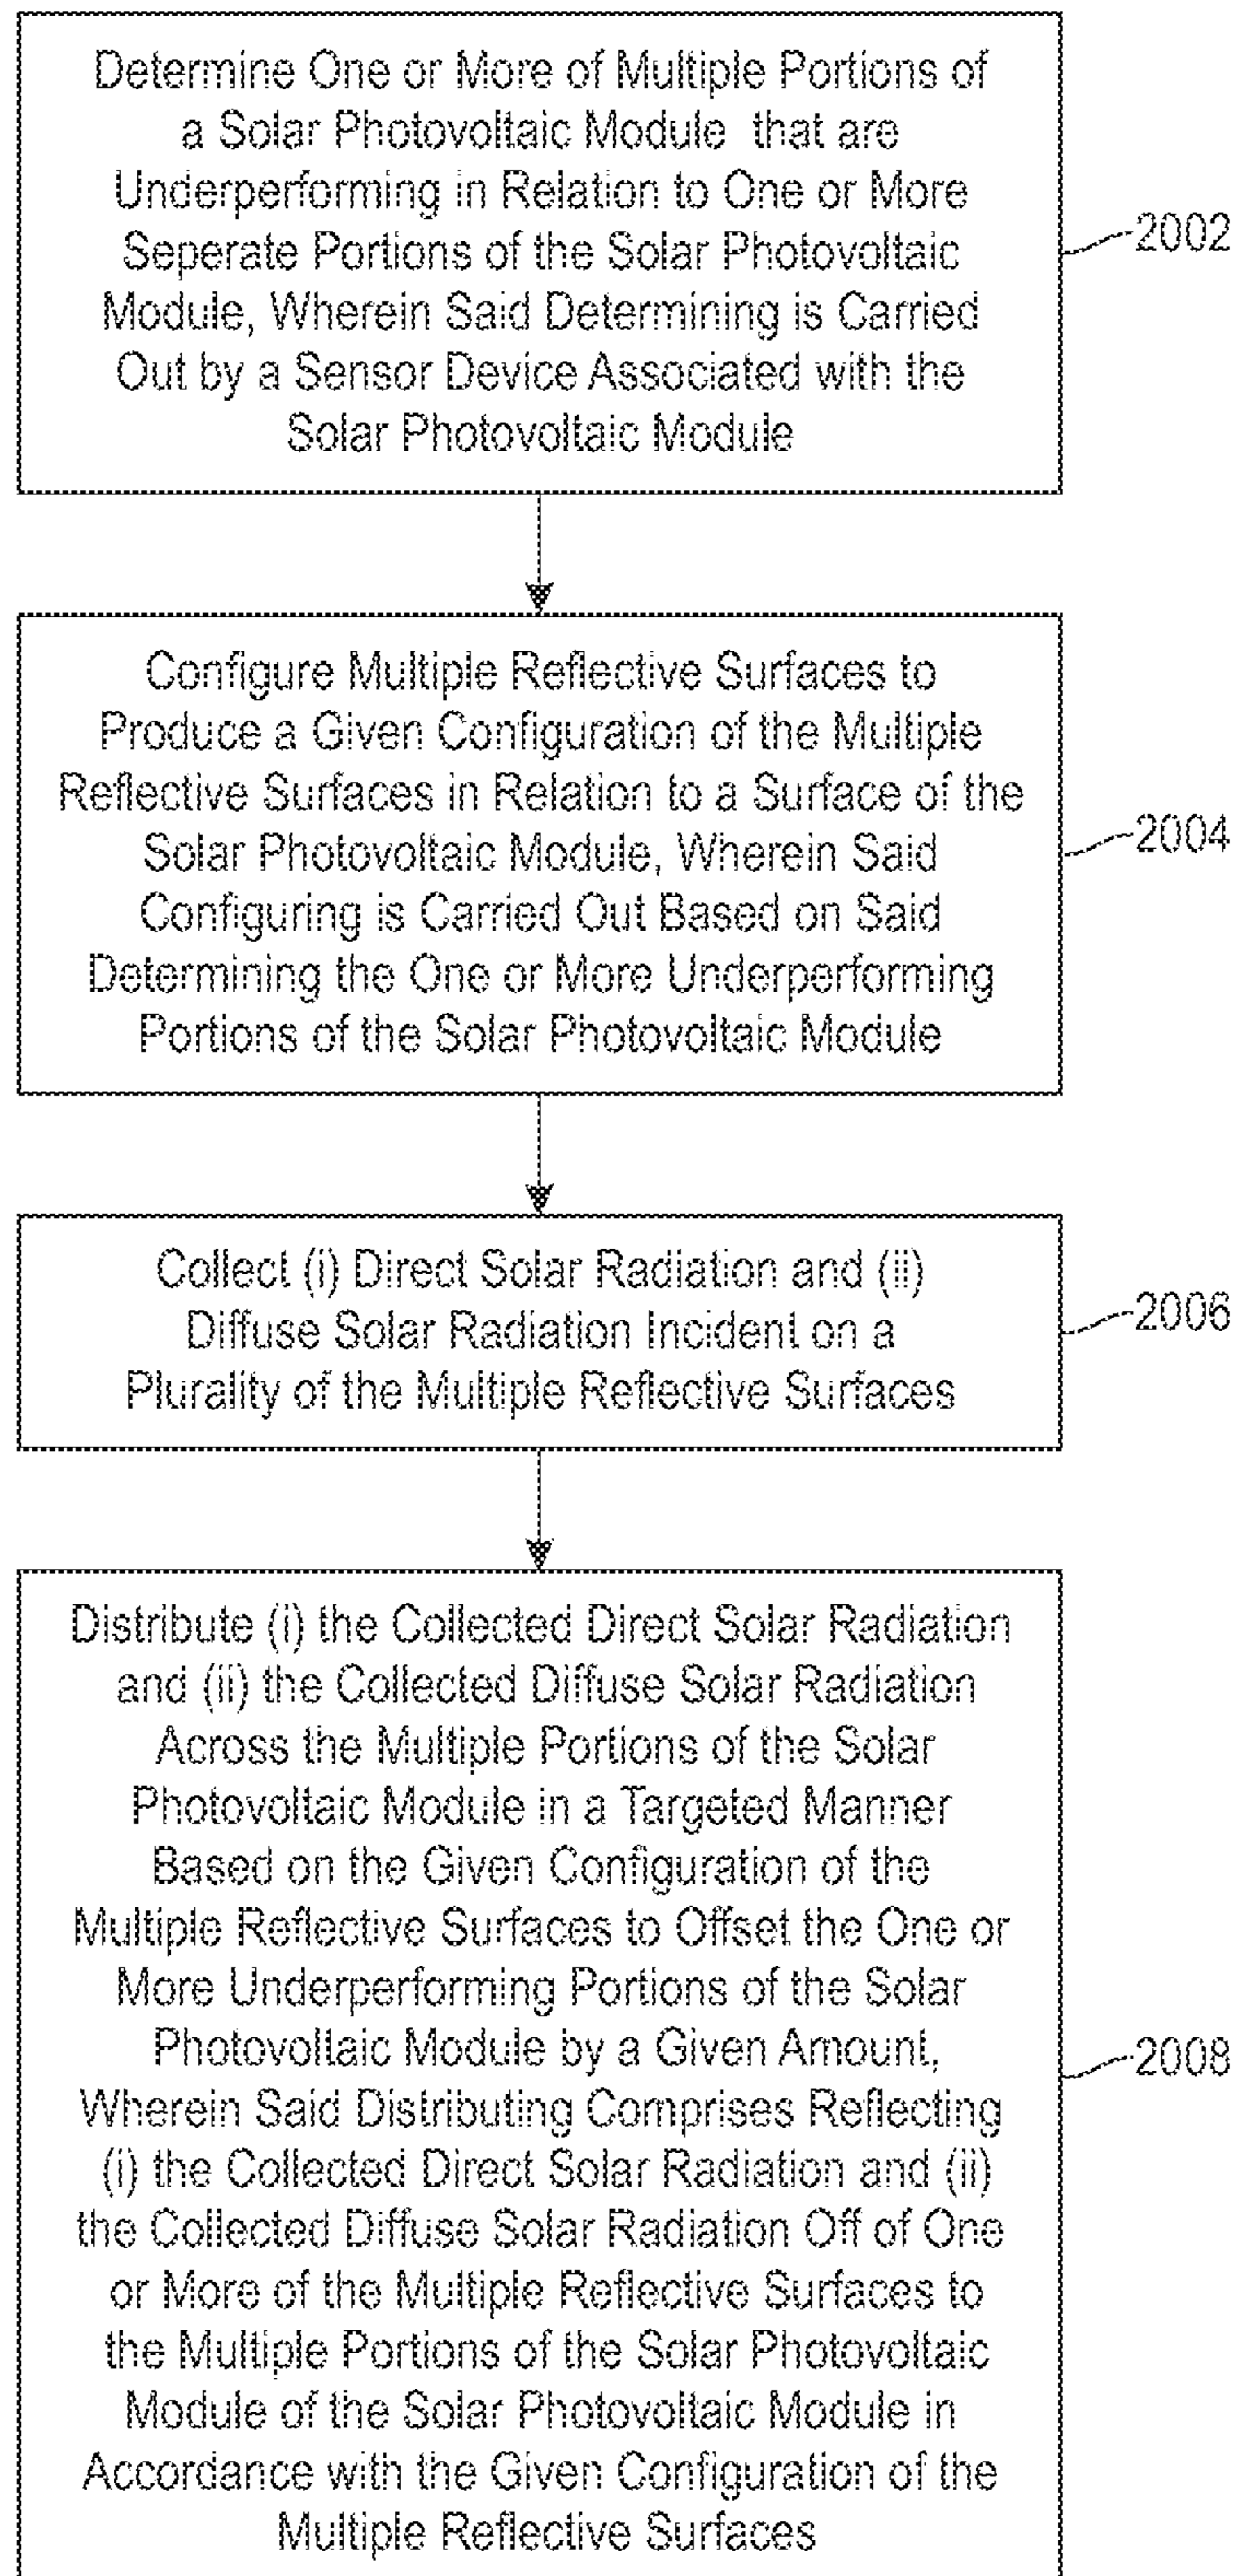 Determine One or More of Multiple Portions of
a Solar Photovoltaic Module that are
Underperforming in Relation to One or More
Seperate Portions of the Solar Photovoltaic
Module, Wherein Said Determining is Carried
Out by a Sensor Device Associated with the
Solar Photovoltaic Module
2002
Configure Multiple Reflective Surfaces to
Produce a Given Configuration of the Multiple
Reflective Surfaces in Relation to a Surface of the
Solar Photovoltaic Module, Wherein Said
Configuring is Carried Out Based on Said
Determining the One or More Underperforming
Portions of the Solar Photovoltaic Module
2004
Collect (i) Direct Solar Radiation and (ii)
Diffuse Solar Radiation Incident on a
Plurality of the Multiple Reflective Surfaces
2006
Distribute (i) the Collected Direct Solar Radiation
and (ii) the Collected Diffuse Solar Radiation
Across the Multiple Portions of the Solar
Photovoltaic Module in a Targeted Manner
Based on the Given Configuration of the
Multiple Reflective Surfaces to Offset the One or
More Underperforming Portions of the Solar
Photovoltaic Module by a Given Amount,
Wherein Said Distributing Comprises Reflecting
(i) the Collected Direct Solar Radiation and (ii)
the Collected Diffuse Solar Radiation Off of One
or More of the Multiple Reflective Surfaces to
the Multiple Portions of the Solar Photovoltaic
Module of the Solar Photovoltaic Module in
Accordance with the Given Configuration of the
Multiple Reflective Surfaces
2008